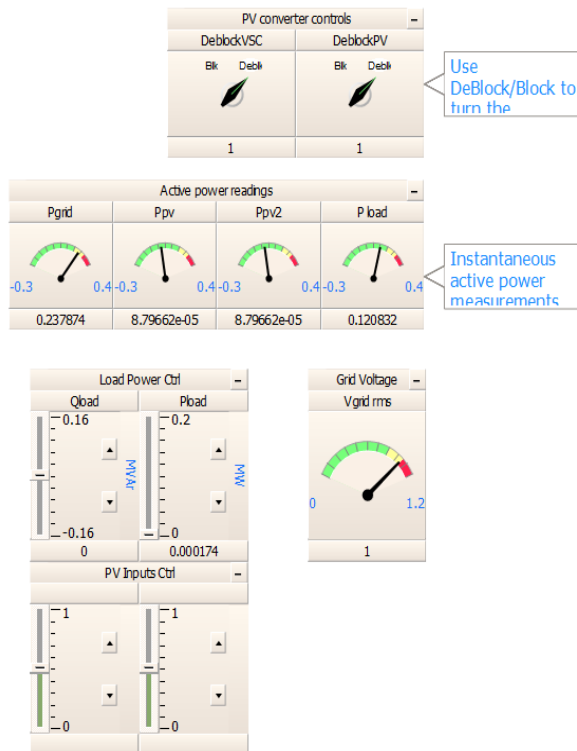 PV converter controls –
DeblockVSC DeblockPV
Blk Deblo Blk Deblo
1 1
Use
DeBlock/Block to
turn the
Active power readings –
Pgrid Ppv Ppv2 P load
-0.3 0.4 -0.3 0.4 -0.3 0.4 -0.3 0.4
0.237874 8.79662e-05 8.79662e-05 0.120832
Instantaneous
active power
measurements
Load Power Ctrl –
Qload Pload
0.16 0.2
MVAr MW
-0.16 0
0 0.000174
Grid Voltage –
Vgrid rms
0 1.2
1
PV Inputs Ctrl –
1 1
0 0